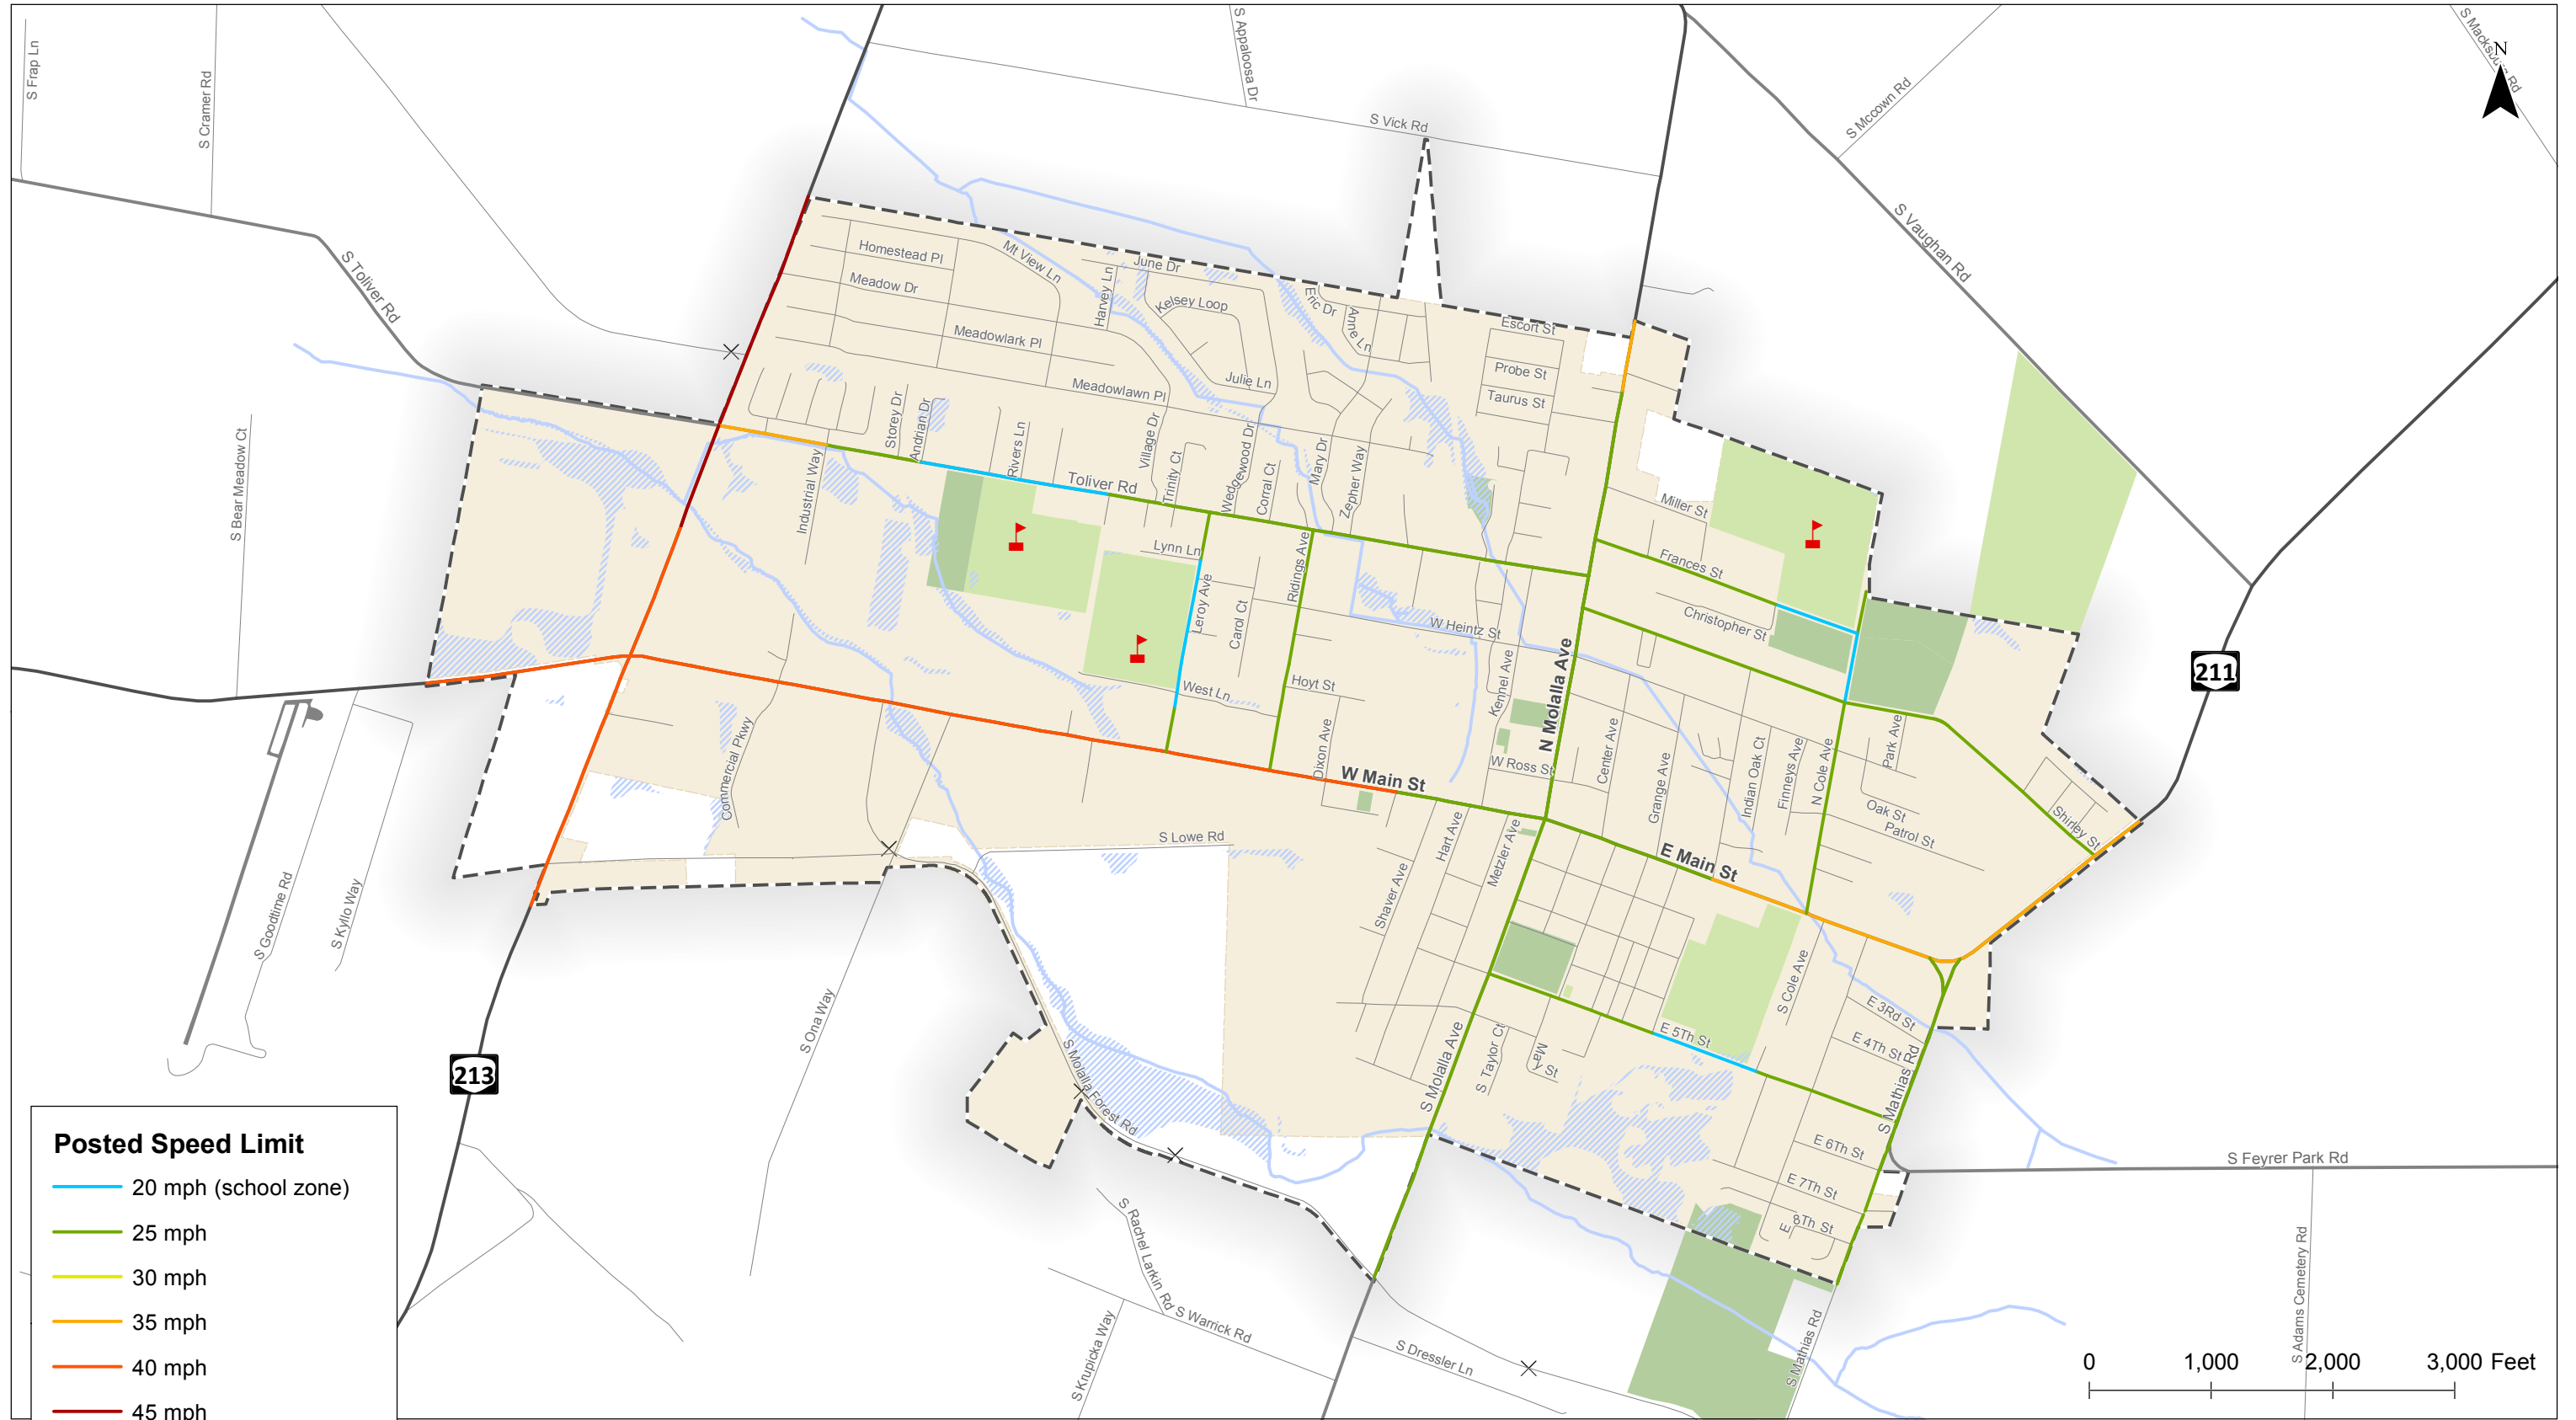 S Frap Ln
S Cramer Rd
S Appaloosa Dr
S Vick Rd
S Mccown Rd
S Macksburg Rd
N
S Vaughan Rd
S Toliver Rd
Homestead Pl
Mt View Ln
Meadow Dr
Harvey Ln
June Dr
Kelsey Loop
Eric Dr
Anne Ln
Escort St
Meadowlark Pl
Probe St
Julie Ln
Meadowlawn Pl
Taurus St
Storey Dr
Andrian Dr
Rivers Ln
Village Dr
Trinity Ct
Wedgewood Dr
Corral Ct
Mary Dr
Zepher Way
S Bear Meadow Ct
Industrial Way
Toliver Rd
Miller St
Lynn Ln
Frances St
Leroy Ave
Carol Ct
Ridings Ave
Christopher St
W Heintz St
211
West Ln
Hoyt St
Kennel Ave
N Molalla Ave
Commercial Pkwy
Dixon Ave
W Main St
W Ross St
Center Ave
Grange Ave
Indian Oak Ct
Finneys Ave
N Cole Ave
Park Ave
Oak St
Patrol St
Shirley St
S Lowe Rd
Hart Ave
Metzler Ave
Shaver Ave
E Main St
S Goodtime Rd
S Kyllo Way
S Ona Way
S Cole Ave
E 3Rd St
E 4Th St
E 5Th St
S Molalla Forest Rd
S Molalla Ave
S Taylor Ct
May St
S Mathias Rd
213
E 6Th St
E 7Th St
E 8Th St
S Feyrer Park Rd
S Rachel Larkin Rd
S Warrick Rd
S Krupicka Way
S Dressler Ln
S Mathias Rd
S Adams Cemetery Rd
Posted Speed Limit
20 mph (school zone)
25 mph
30 mph
35 mph
40 mph
45 mph
0 1,000 2,000 3,000 Feet